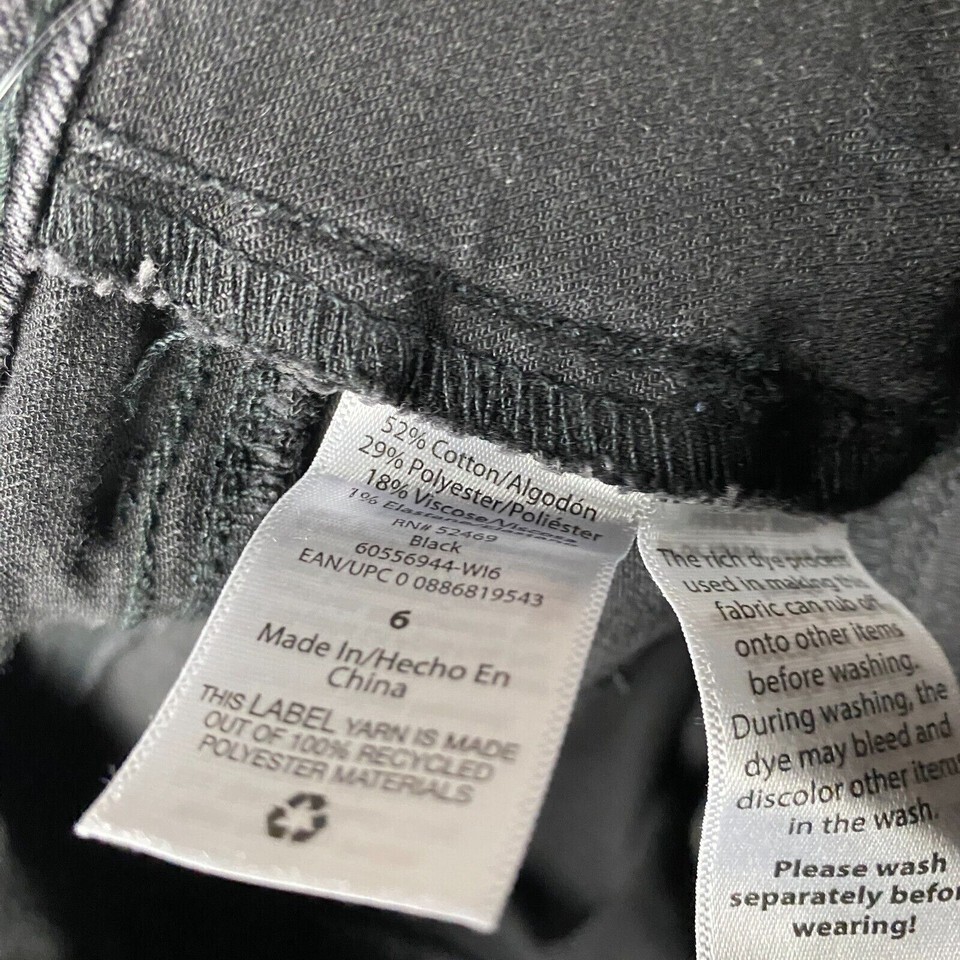 52% Cotton/Algodón
29% Polyester/Poliéster
18% Viscose/Viscosa
1%
RN# 52469
Black
60556944-WI6
EAN/UPC 0 0886819543
6
Made In/Hecho En
China
THIS LABEL YARN IS MADE
OUT OF 100% RECYCLED
POLYESTER MATERIALS
The rich dye process
used in making this
fabric can rub off
onto other items
before washing.
During washing, the
dye may bleed and
discolor other items
in the wash.
Please wash
separately before
wearing!